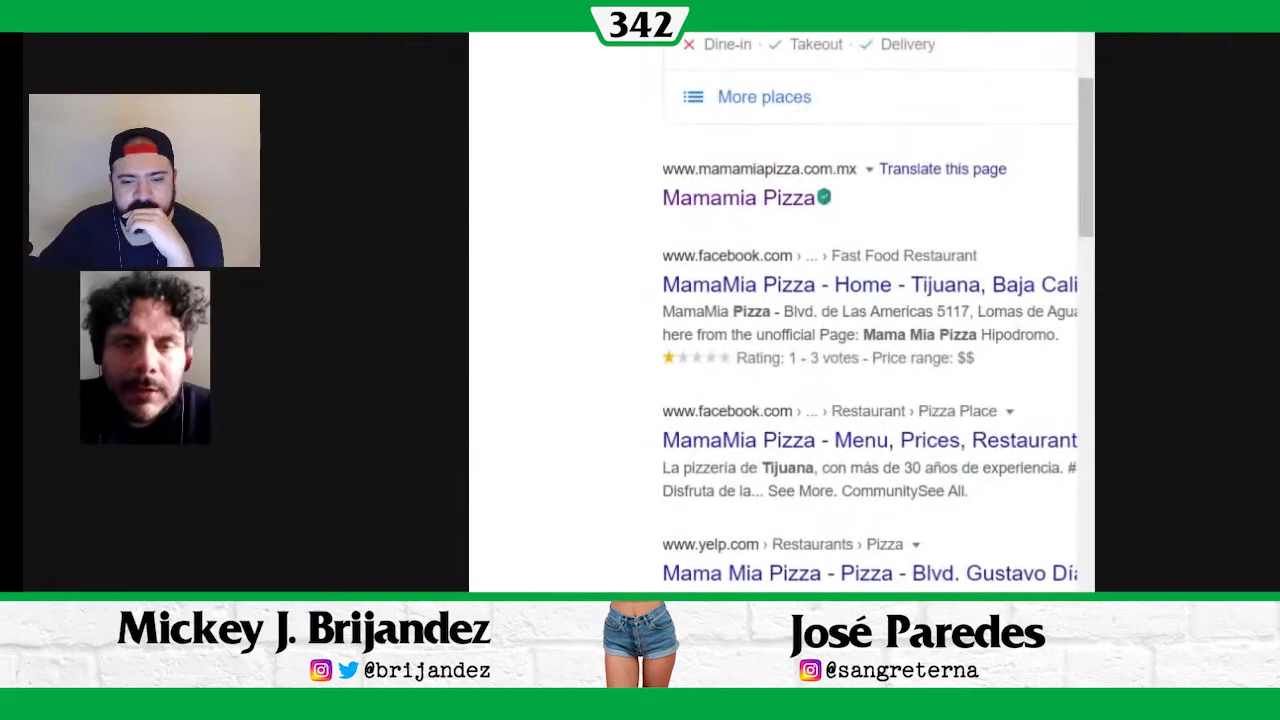 342
Dine-in · Takeout · Delivery
More places
www.mamamiapizza.com.mx Translate this page
Mamamia Pizza
www.facebook.com › ... › Fast Food Restaurant
MamaMia Pizza - Home - Tijuana, Baja Cali
MamaMia Pizza - Blvd. de Las Americas 5117, Lomas de Agua
here from the unofficial Page: Mama Mia Pizza Hipodromo.
Rating: 1 - 3 votes - Price range: $$
www.facebook.com › ... › Restaurant › Pizza Place
MamaMia Pizza - Menu, Prices, Restaurant
La pizzería de Tijuana, con más de 30 años de experiencia. #
Disfruta de la... See More. CommunitySee All.
www.yelp.com › Restaurants › Pizza
Mama Mia Pizza - Pizza - Blvd. Gustavo Día
Mickey J. Brijandez
@brijandez
José Paredes
@sangreterna